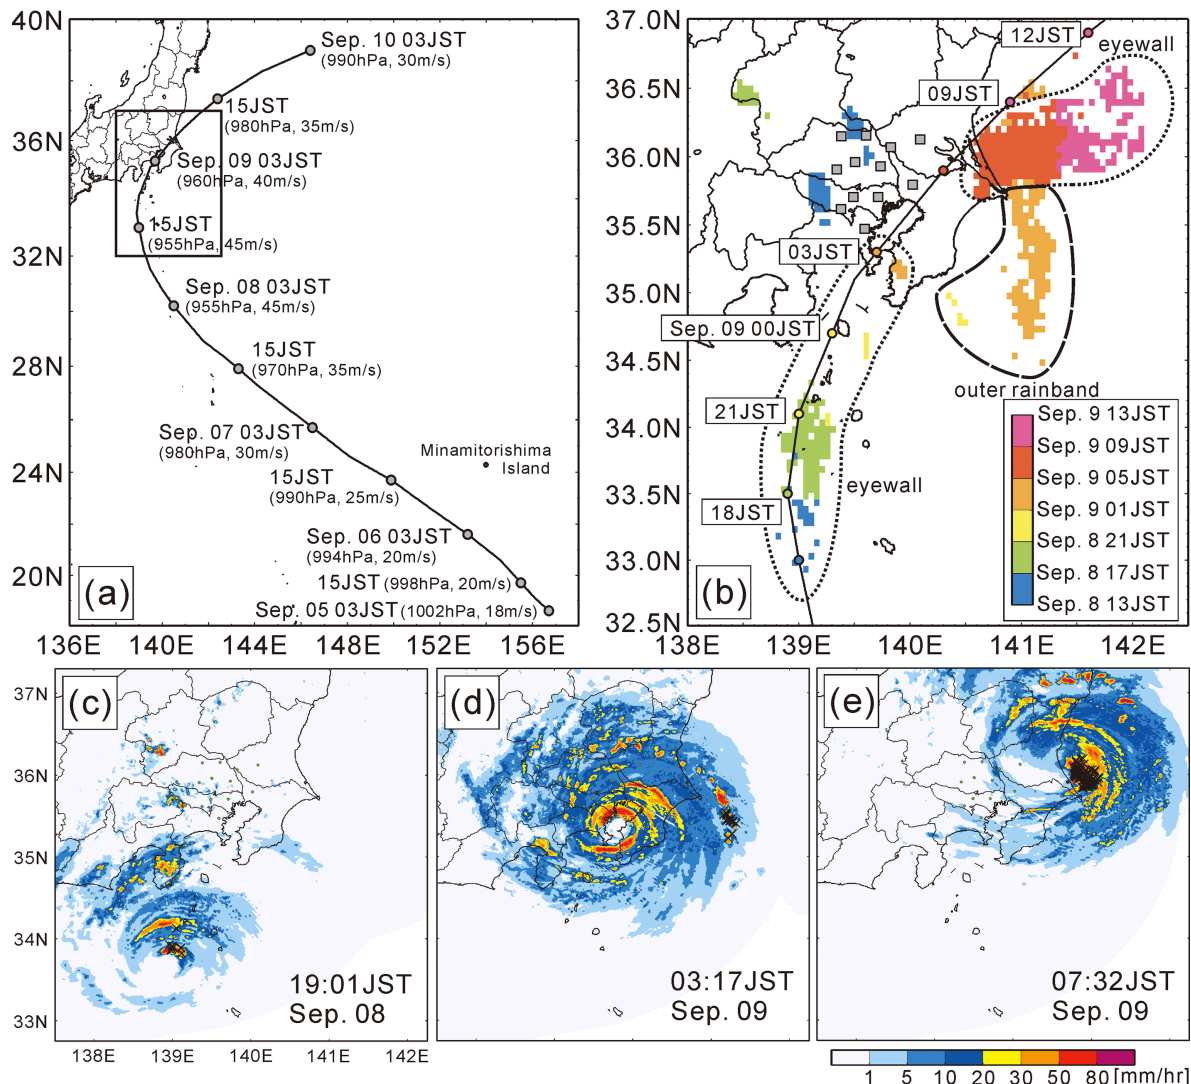 40N
36N
32N
28N
24N
20N
136E
140E
144E
148E
152E
156E
Sep. 10 03JST
(990hPa, 30m/s)
15JST
(980hPa, 35m/s)
Sep. 09 03JST
(960hPa, 40m/s)
15JST
(955hPa, 45m/s)
Sep. 08 03JST
(955hPa, 45m/s)
15JST
(970hPa, 35m/s)
Sep. 07 03JST
(980hPa, 30m/s)
Minamitorishima
Island
15JST
(990hPa, 25m/s)
Sep. 06 03JST
(994hPa, 20m/s)
15JST (998hPa, 20m/s)
Sep. 05 03JST (1002hPa, 18m/s)
(a)
37.0N
36.5N
36.0N
35.5N
35.0N
34.5N
34.0N
33.5N
33.0N
32.5N
138E
139E
140E
141E
142E
12JST
eyewall
09JST
03JST
Sep. 09 00JST
outer rainband
21JST
eyewall
18JST
(b)
Sep. 9 13JST
Sep. 9 09JST
Sep. 9 05JST
Sep. 9 01JST
Sep. 8 21JST
Sep. 8 17JST
Sep. 8 13JST
37N
36N
35N
34N
33N
138E
139E
140E
141E
142E
(c)
19:01JST
Sep. 08
(d)
03:17JST
Sep. 09
(e)
07:32JST
Sep. 09
1 5 10 20 30 50 80 [mm/hr]